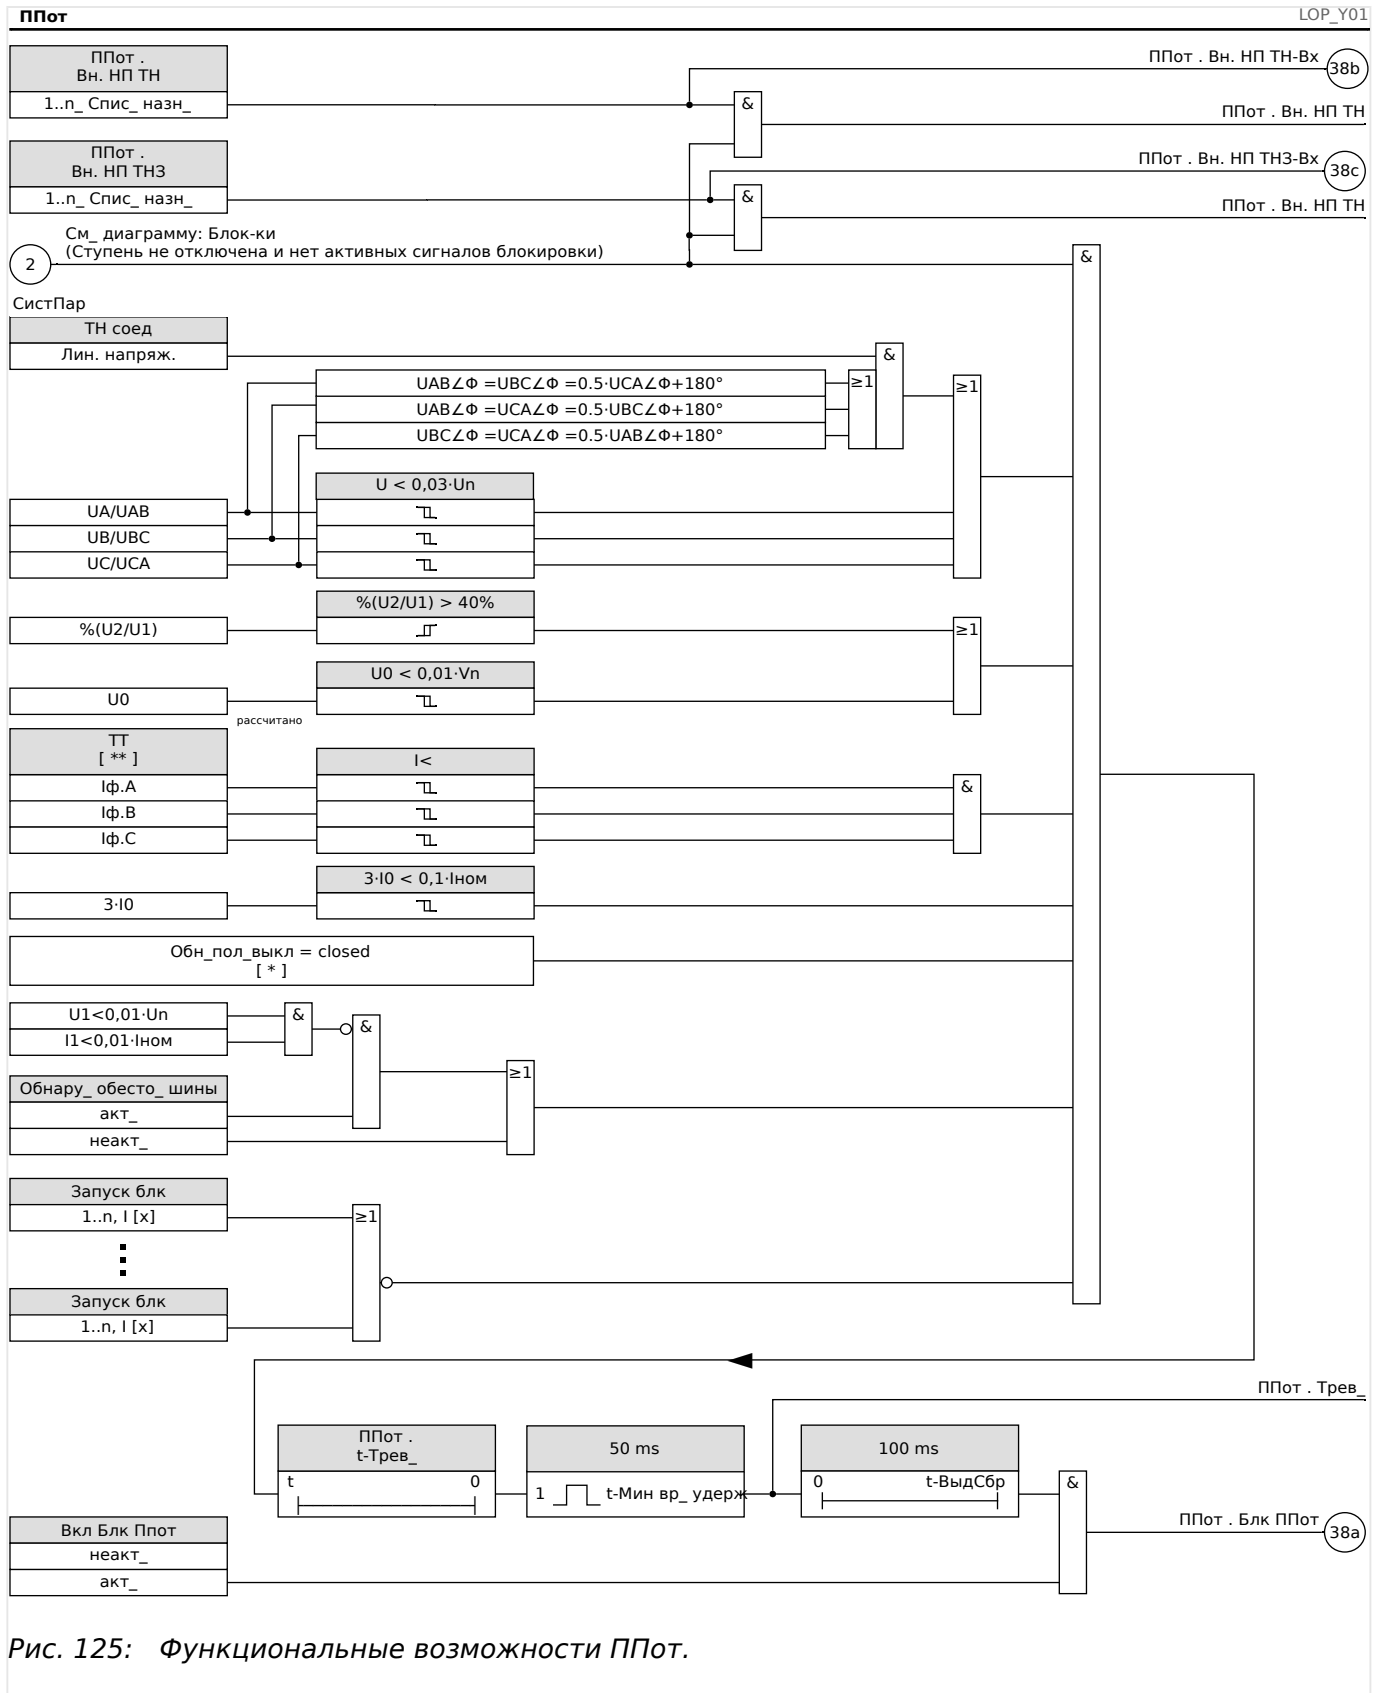 ППот
LOP_Y01
ППот .
Вн. НП ТН
1..n_ Спис_ назн_
&
ППот . Вн. НП ТН-Вх
38b
ППот . Вн. НП ТН
ППот .
Вн. НП ТНЗ
1..n_ Спис_ назн_
&
ППот . Вн. НП ТНЗ-Вх
38c
ППот . Вн. НП ТН
См_ диаграмму: Блок-ки
(Ступень не отключена и нет активных сигналов блокировки)
2
&
СистПар
ТН соед
Лин. напряж.
&
UAB∠Φ =UBC∠Φ =0.5·UCA∠Φ+180°
≥1
≥1
UAB∠Φ =UCA∠Φ =0.5·UBC∠Φ+180°
UBC∠Φ =UCA∠Φ =0.5·UAB∠Φ+180°
U < 0,03·Un
UA/UAB
UB/UBC
UC/UCA
%(U2/U1) > 40%
%(U2/U1)
≥1
U0 < 0,01·Vn
U0
рассчитано
ТТ
[ ** ]
I<
Iф.A
&
Iф.B
Iф.C
3·I0 < 0,1·Iном
3·I0
Обн_пол_выкл = closed
[ * ]
U1<0,01·Un
&
&
I1<0,01·Iном
≥1
Обнару_ обесто_ шины
акт_
неакт_
Запуск блк
1..n, I [x]
≥1
Запуск блк
1..n, I [x]
ППот . Трев_
ППот .
t-Трев_
t
0
50 ms
1
t-Мин вр_ удерж
100 ms
0
t-ВыдСбр
&
Вкл Блк Ппот
неакт_
акт_
ППот . Блк ППот
38a
Рис. 125: Функциональные возможности ППот.